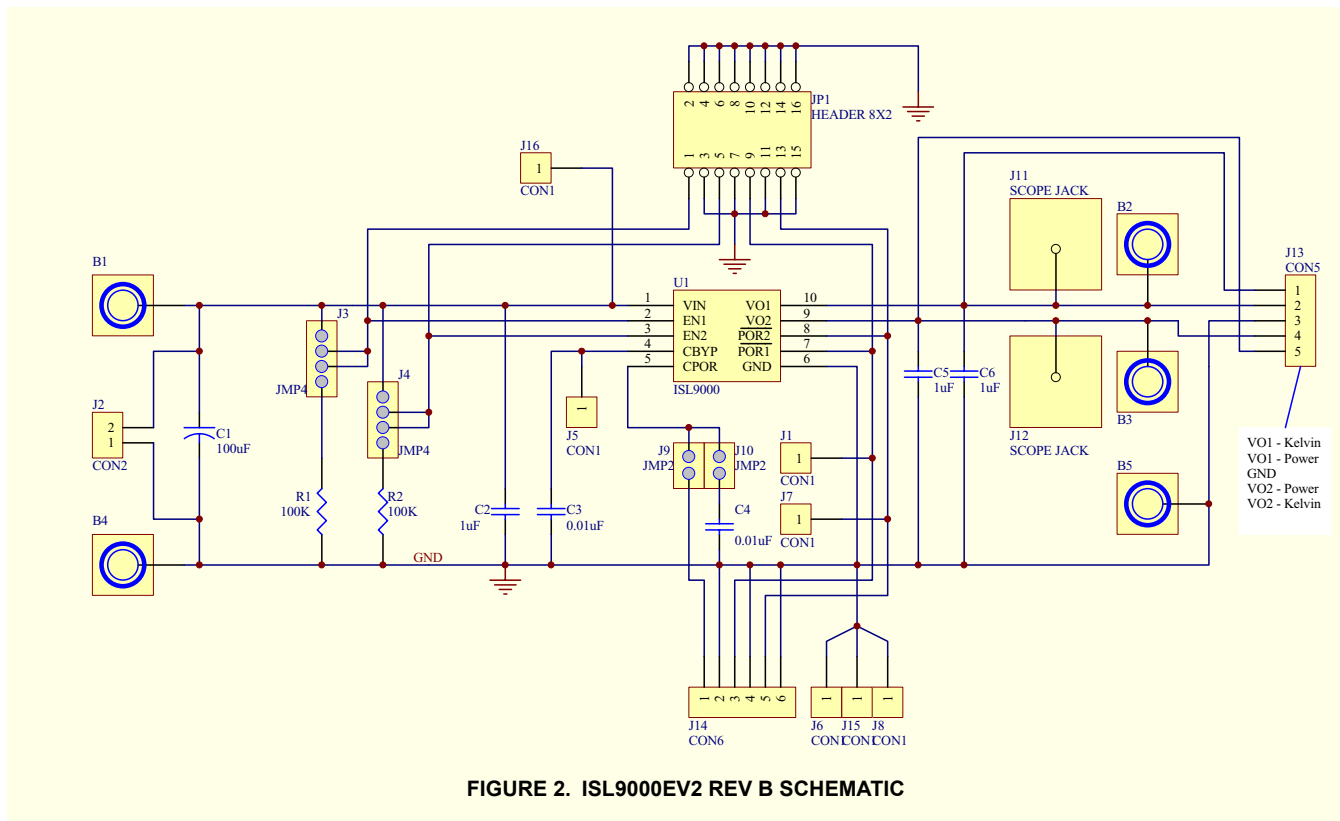 2 4 6 8 10 12 14 16
JP1
HEADER 8X2
1 3 5 7 9 11 13 15
J16
1
CON1
J11
SCOPE JACK
B2
J13
CON5
1
2
3
4
5
B1
U1
1 VIN VO1 10
2 EN1 VO2 9
3 EN2 POR2 8
4 CBYP POR1 7
5 CPOR GND 6
ISL9000
J3
JMP4
J4
JMP4
J2
2
1
CON2
C1
100uF
1
J5
CON1
C5
1uF
C6
1uF
J12
SCOPE JACK
B3
J9
JMP2
J10
JMP2
J1
1
CON1
VO1 - Kelvin
VO1 - Power
GND
VO2 - Power
VO2 - Kelvin
B5
R1
100K
R2
100K
C2
1uF
C3
0.01uF
C4
0.01uF
J7
1
CON1
B4
GND
1 2 3 4 5 6
J14
CON6
1 1 1
J6 J15 J8
CON1 CON1 CON1
FIGURE 2. ISL9000EV2 REV B SCHEMATIC